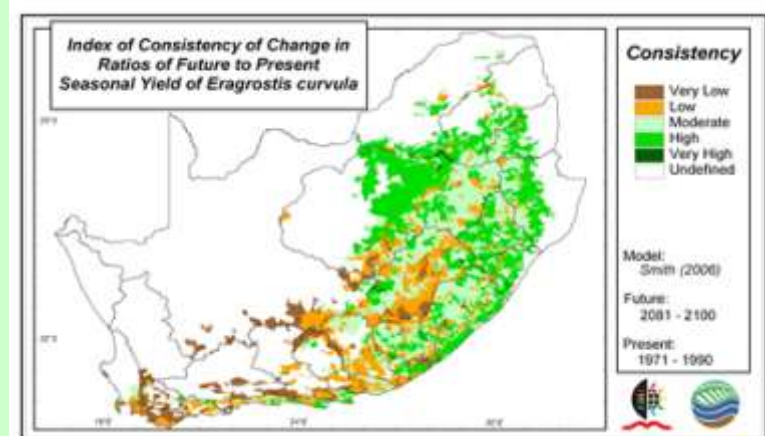 Index of Consistency of Change in
Ratios of Future to Present
Seasonal Yield of Eragrostis curvula
Consistency
Very Low
Low
Moderate
High
Very High
Undefined
Model:
Smith (2006)
Future:
2081 - 2100
Present:
1971 - 1990